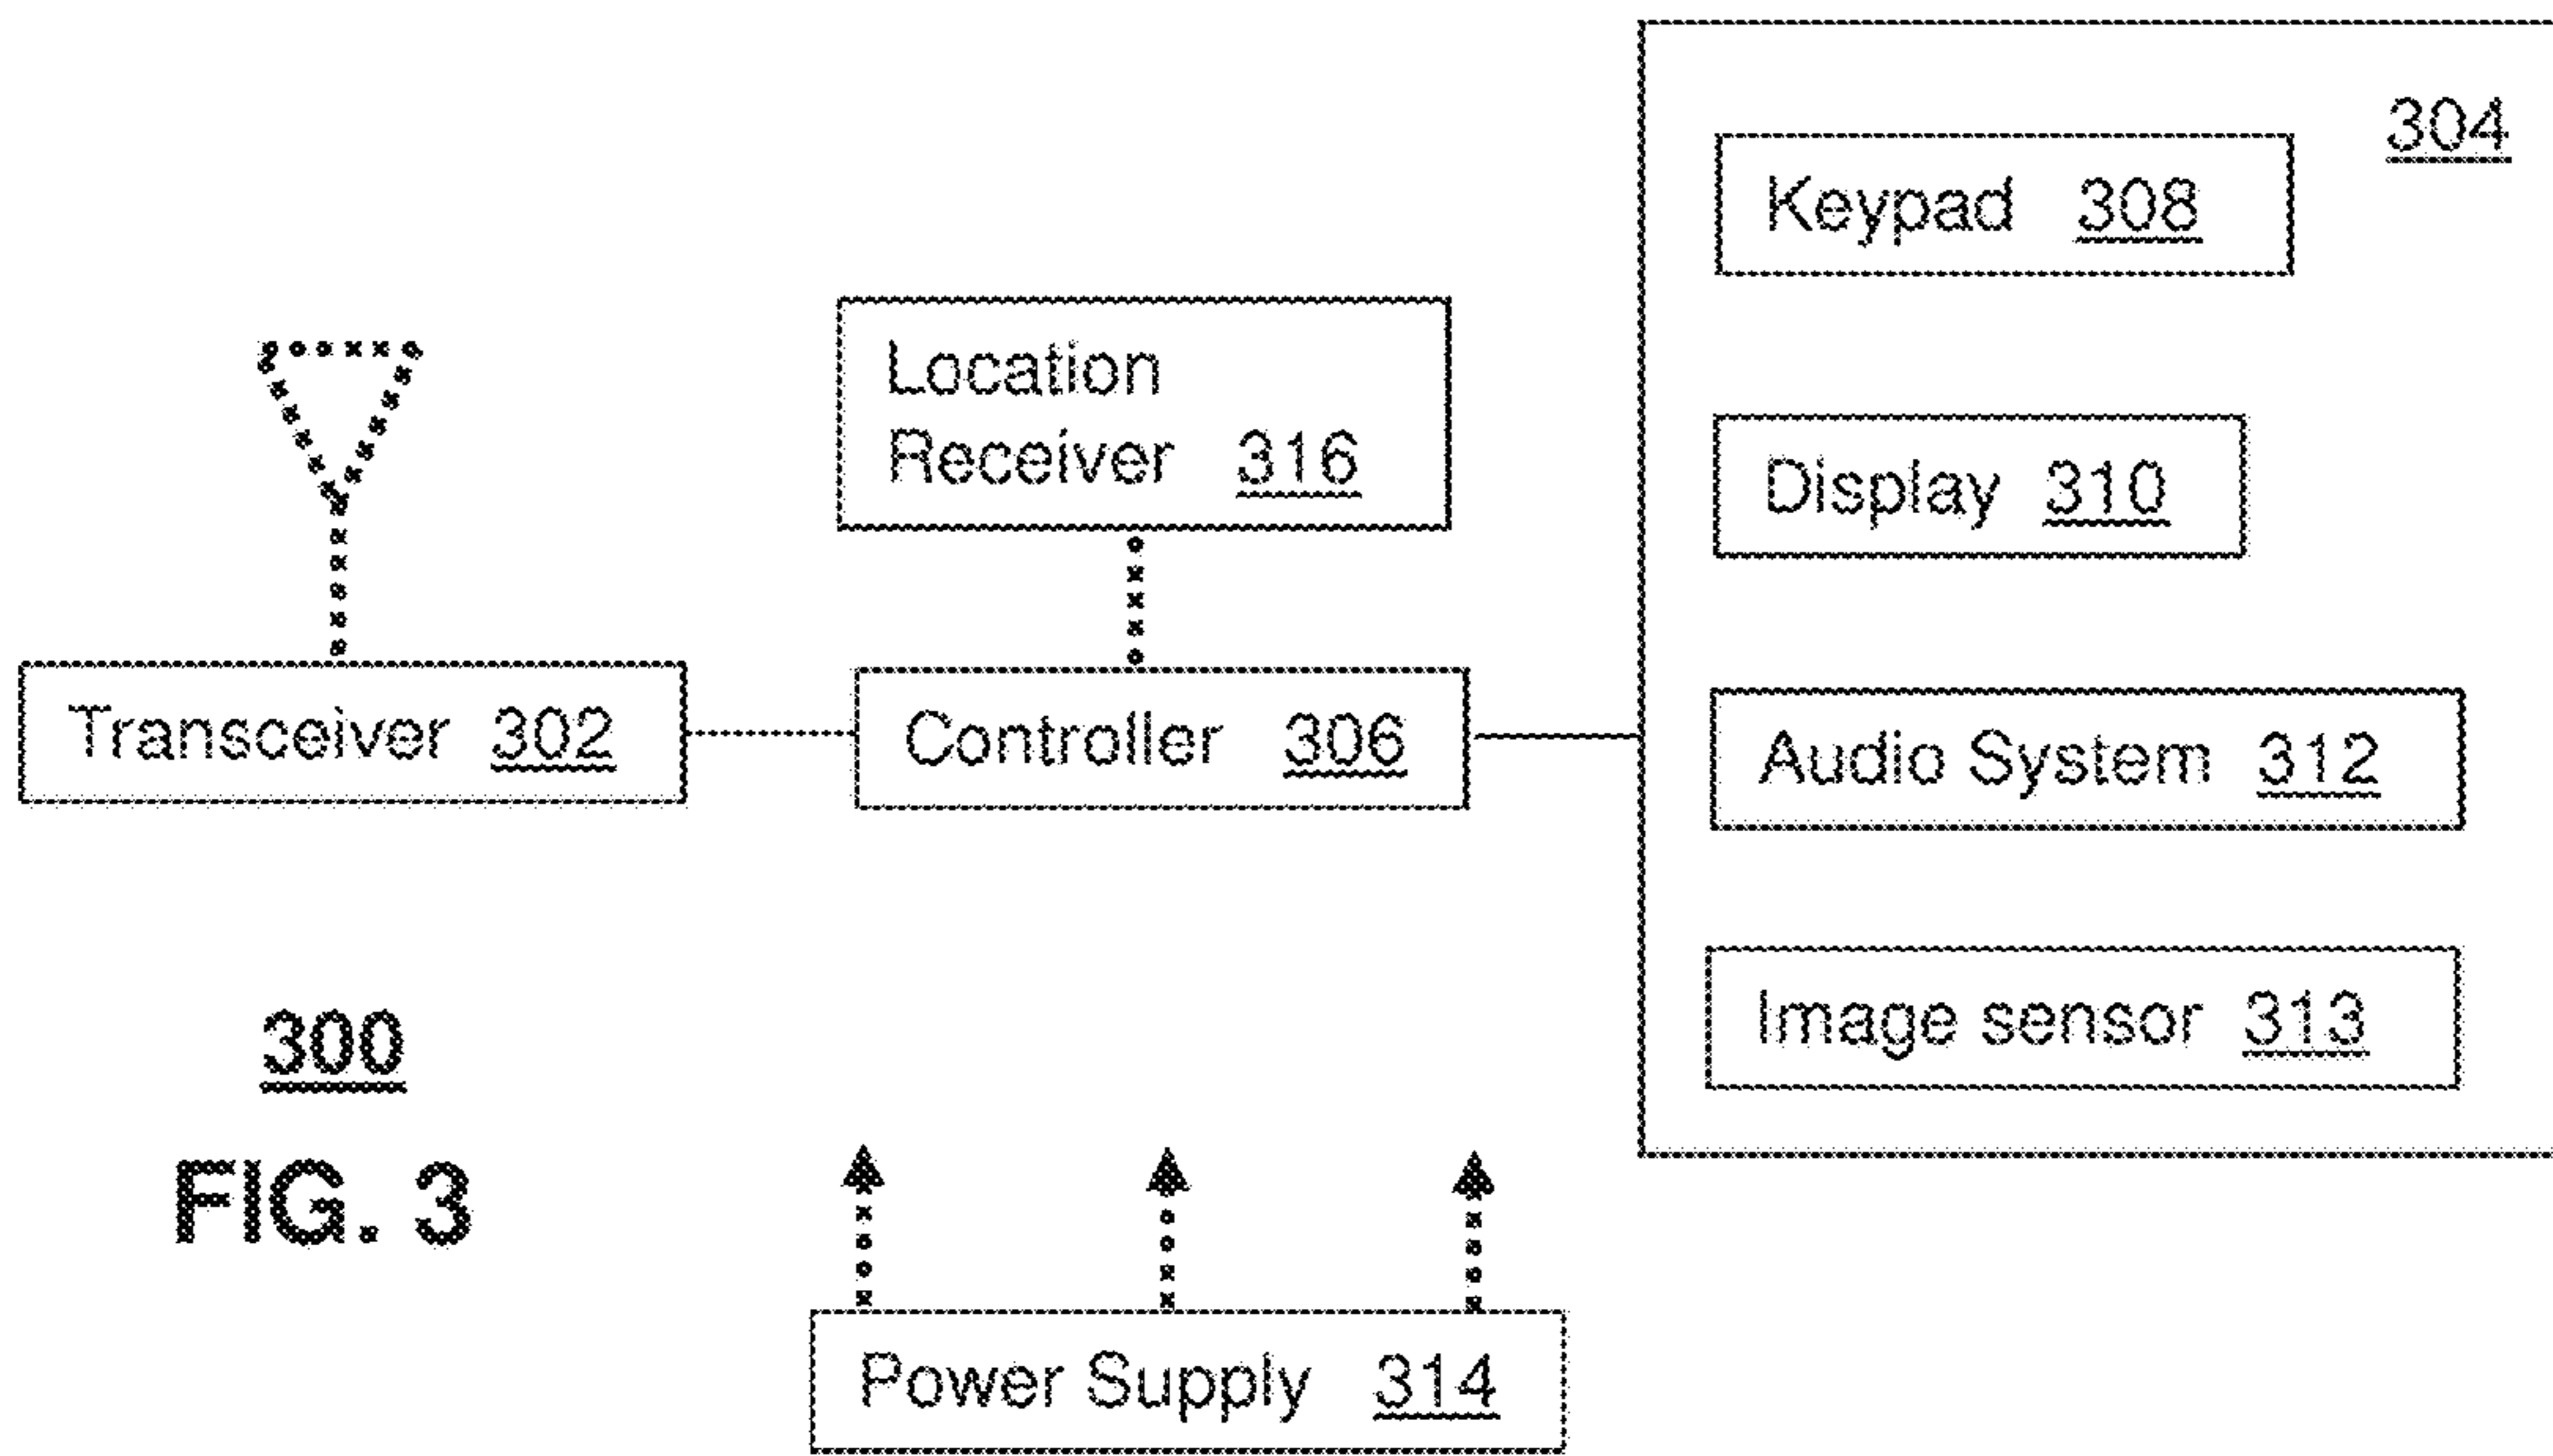 304
Keypad 308
Location
Receiver 316
Display 310
Transceiver 302
Controller 306
Audio System 312
Image sensor 313
300
FIG. 3
Power Supply 314